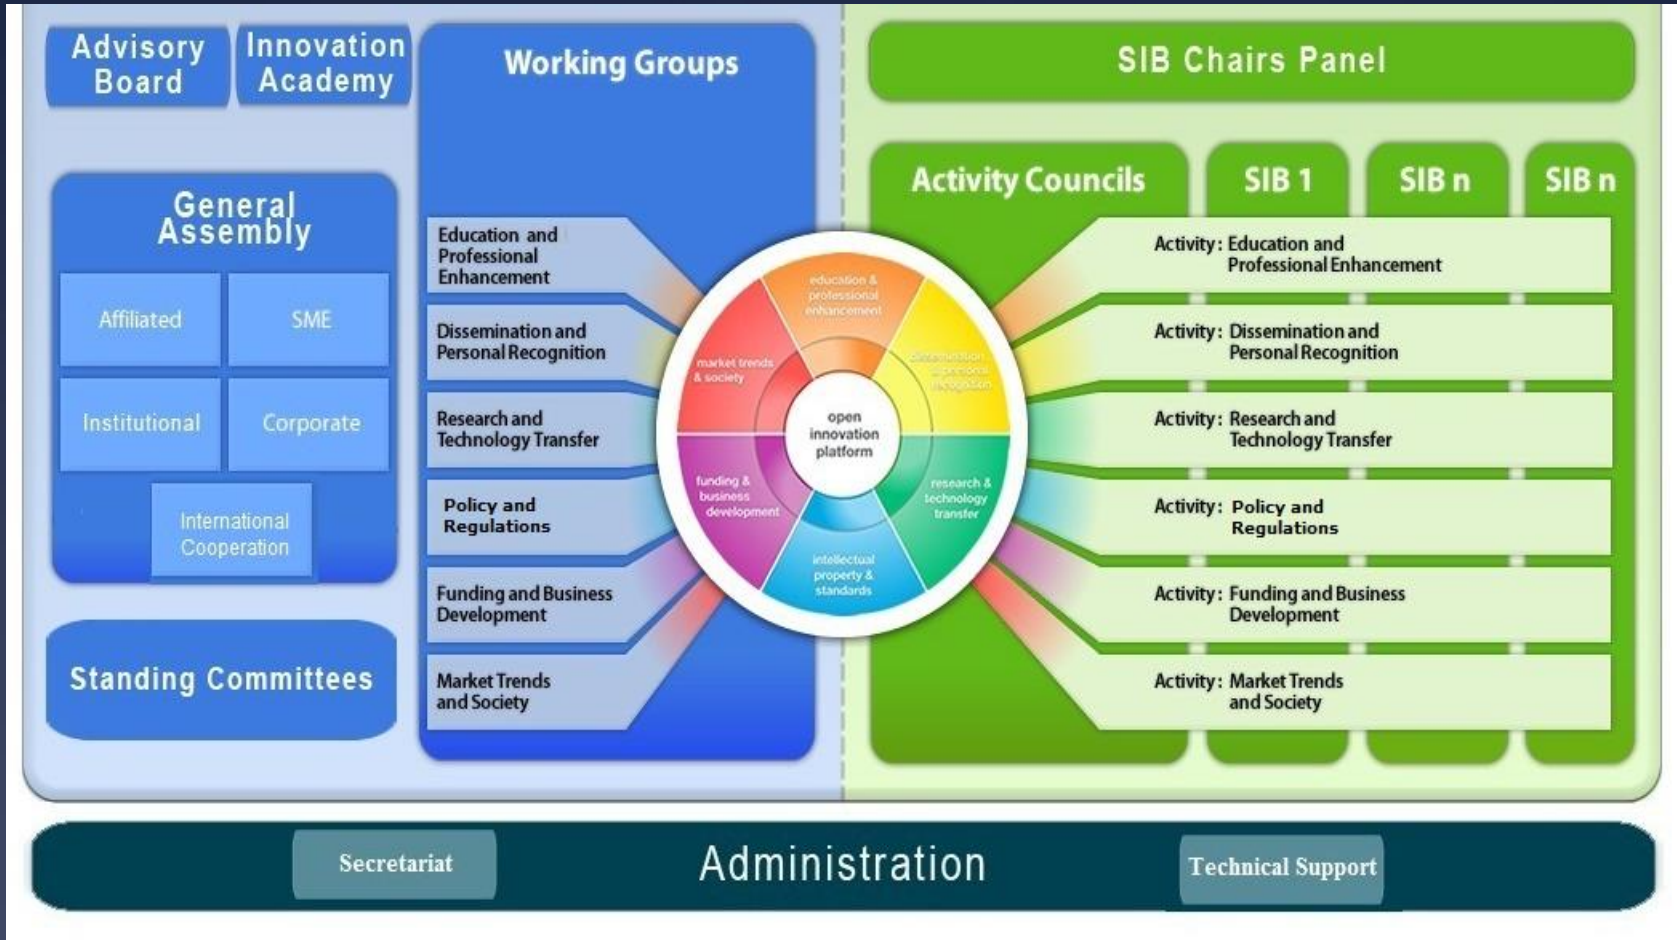 Advisory
Board
Innovation
Academy
General
Assembly
Affiliated
SME
Institutional
Corporate
International
Cooperation
Standing Committees
Working Groups
Education and
Professional
Enhancement
Dissemination and
Personal Recognition
Research and
Technology Transfer
Policy and
Regulations
Funding and Business
Development
Market Trends
and Society
education &
professional
enhancement
dissemination
& personal
recognition
research &
technology
transfer
intellectual
property &
standards
funding &
business
development
market trends
& society
open
innovation
platform
SIB Chairs Panel
Activity Councils
SIB 1
SIB n
SIB n
Activity: Education and
Professional Enhancement
Activity: Dissemination and
Personal Recognition
Activity: Research and
Technology Transfer
Activity: Policy and
Regulations
Activity: Funding and Business
Development
Activity: Market Trends
and Society
Secretariat
Administration
Technical Support